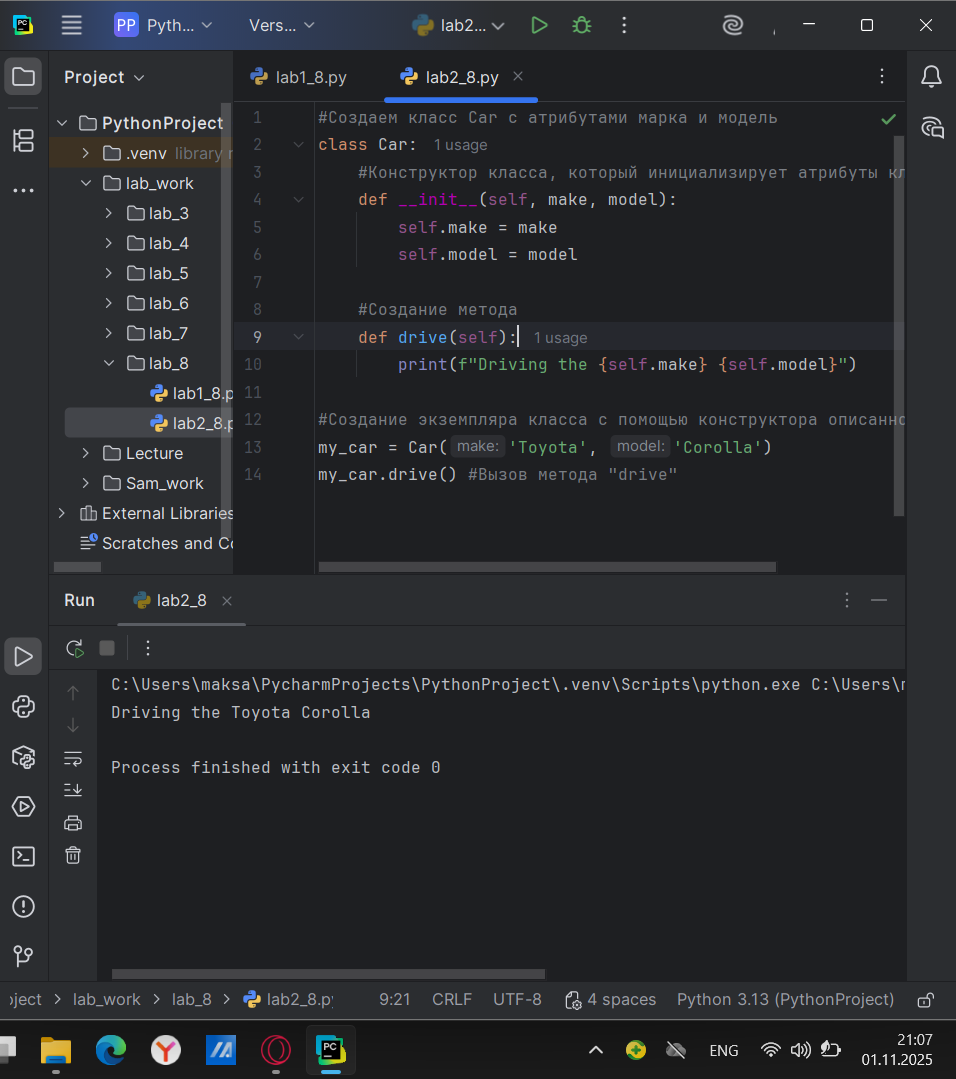 PP Pyth... Vers... lab2...
Project
lab1_8.py lab2_8.py
PythonProject
.venv library
lab_work
lab_3
lab_4
lab_5
lab_6
lab_7
lab_8
lab1_8.p
lab2_8.p
Lecture
Sam_work
External Libraries
Scratches and Co
1 #Создаем класс Car с атрибутами марка и модель
2 class Car: 1 usage
3 #Конструктор класса, который инициализирует атрибуты кл
4 def __init__(self, make, model):
5 self.make = make
6 self.model = model
7
8 #Создание метода
9 def drive(self): 1 usage
10 print(f"Driving the {self.make} {self.model}")
11
12 #Создание экземпляра класса с помощью конструктора описанно
13 my_car = Car( make: 'Toyota', model: 'Corolla')
14 my_car.drive() #Вызов метода "drive"
Run lab2_8
C:\Users\maksa\PycharmProjects\PythonProject\.venv\Scripts\python.exe C:\Users\m
Driving the Toyota Corolla
Process finished with exit code 0
oject > lab_work > lab_8 > lab2_8.py 9:21 CRLF UTF-8 4 spaces Python 3.13 (PythonProject)
PC
ENG
21:07
01.11.2025